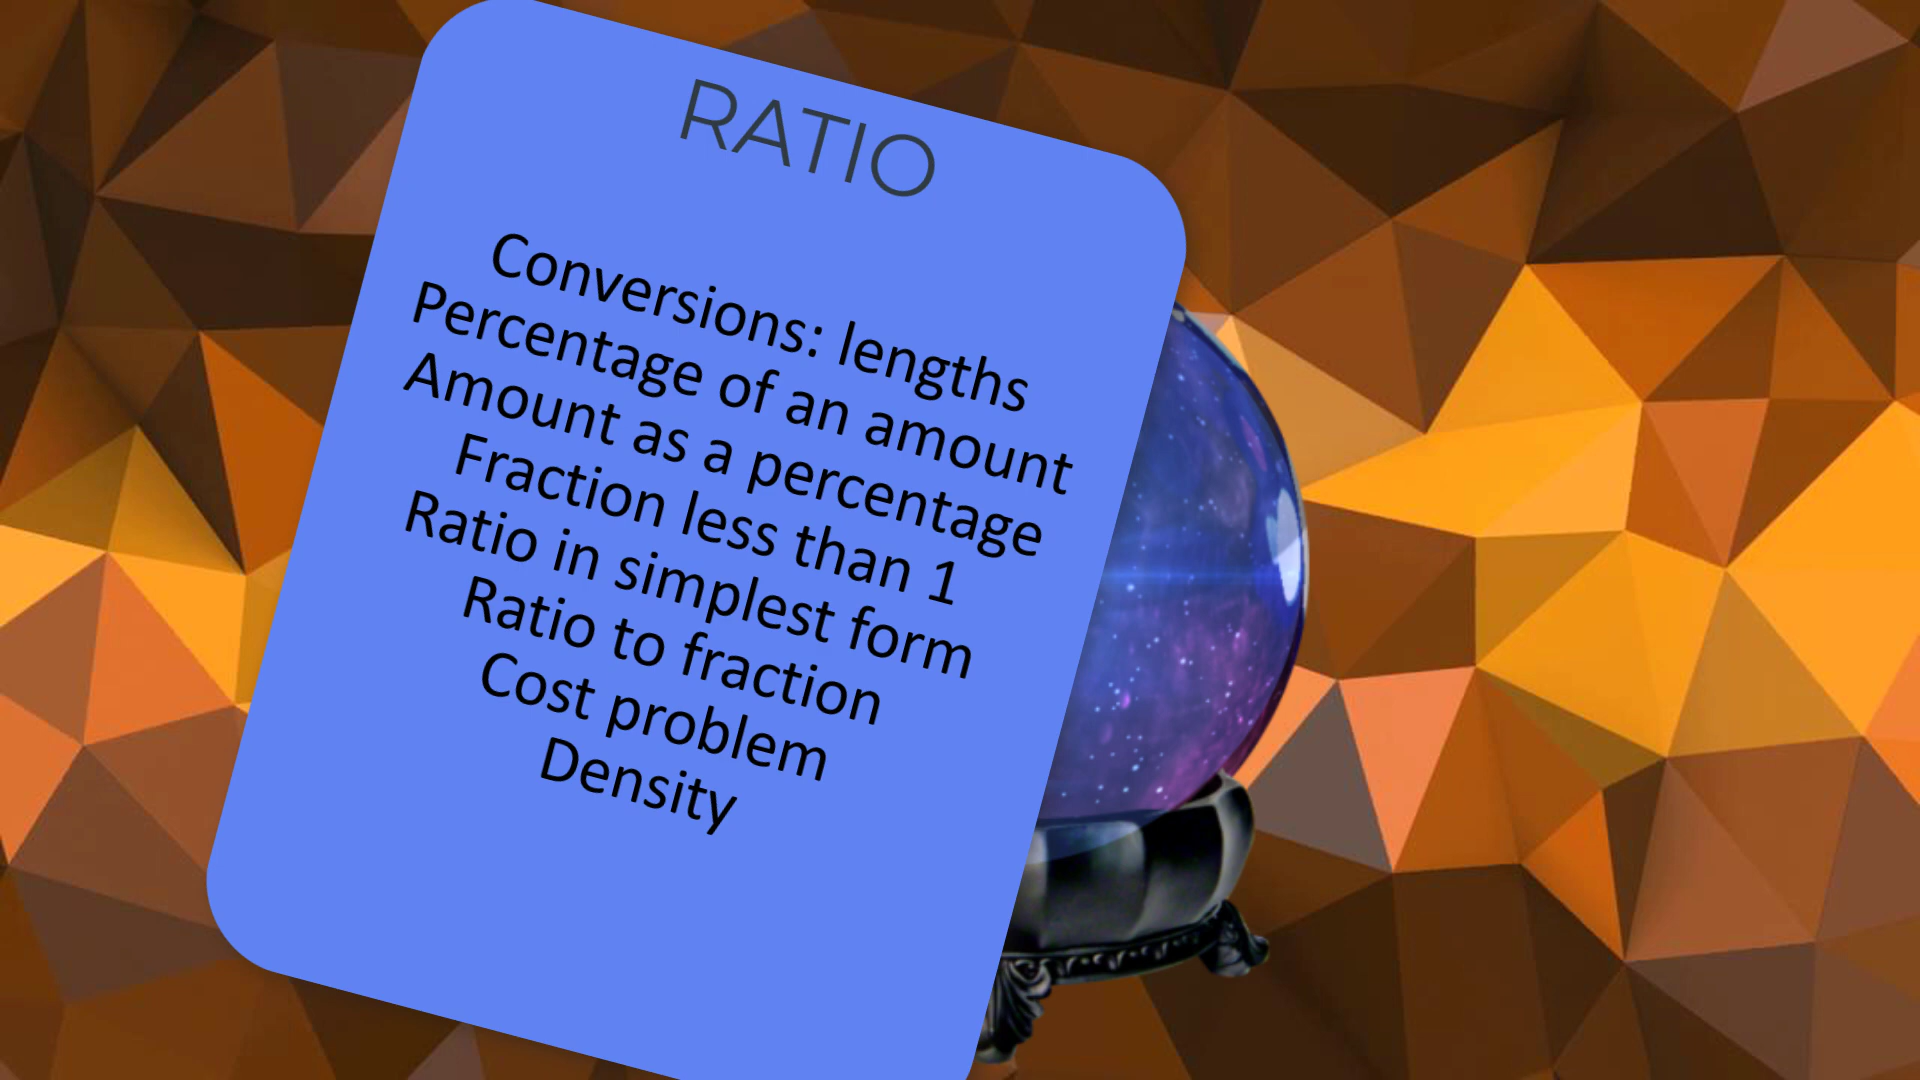 RATIO
Conversions: lengths
Percentage of an amount
Amount as a percentage
Fraction less than 1
Ratio in simplest form
Ratio to fraction
Cost problem
Density